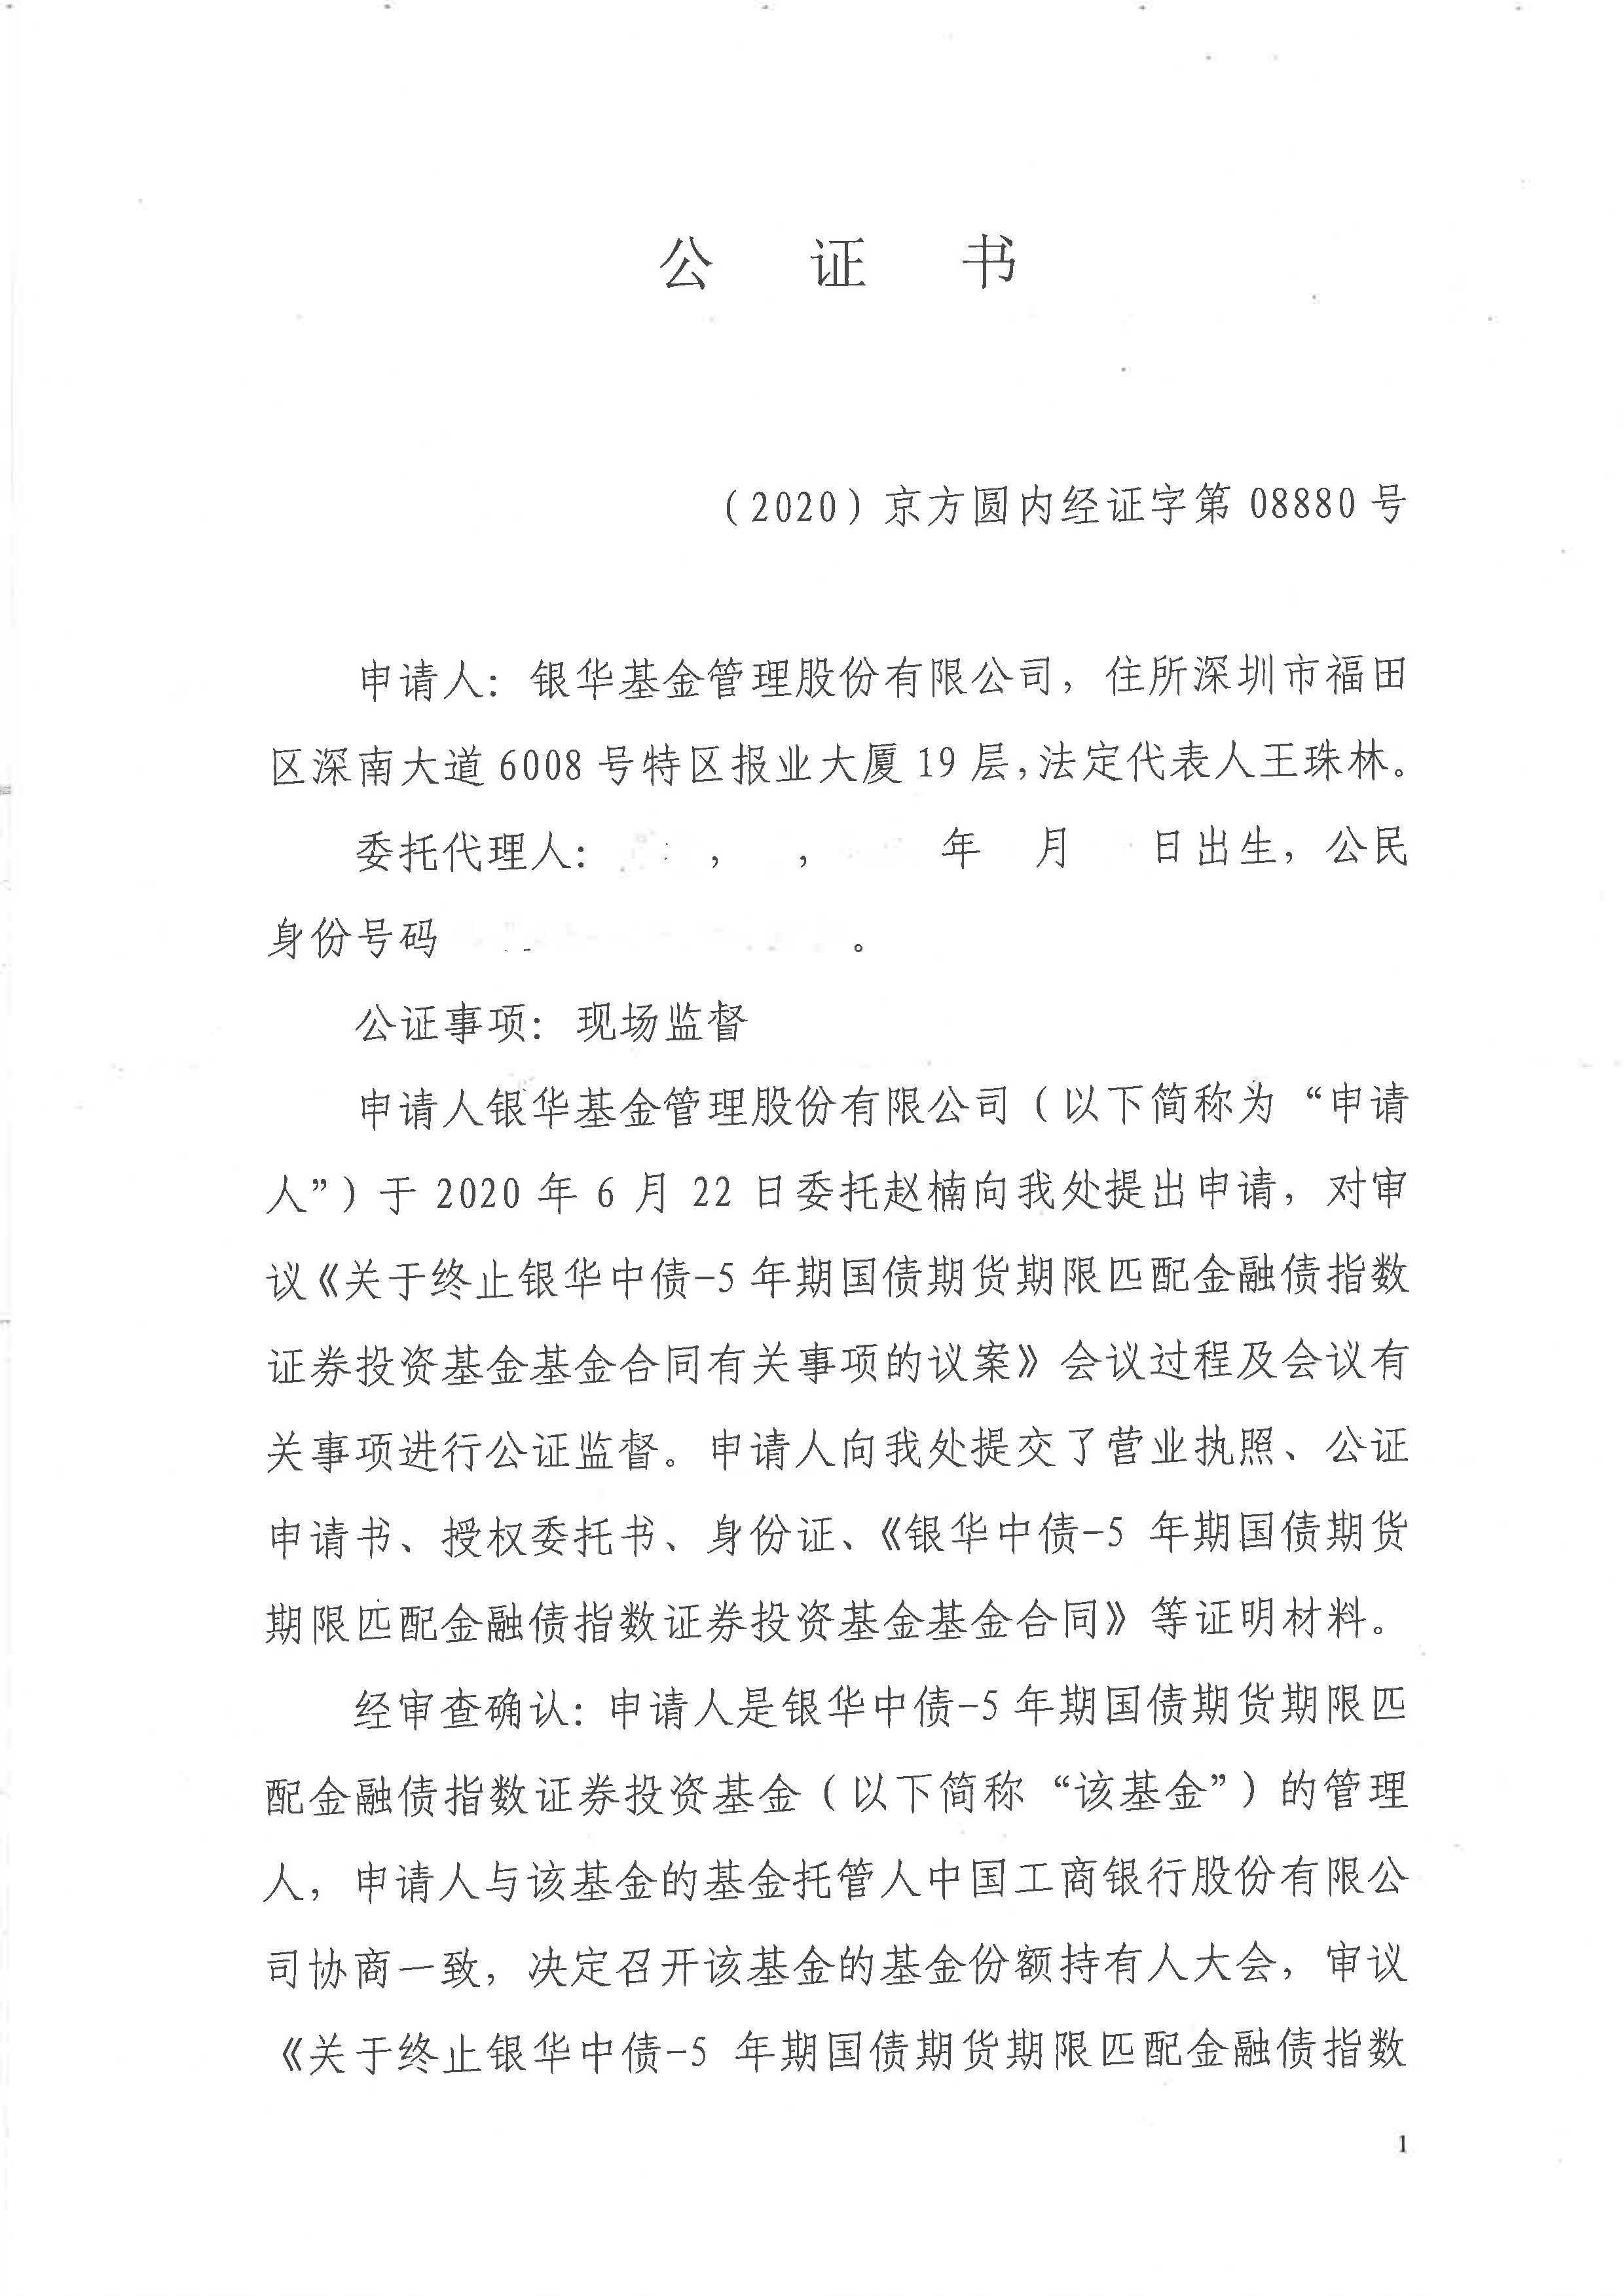 公 证 书
（2020）京方圆内经证字第 08880 号
申请人：银华基金管理股份有限公司，住所深圳市福田
区深南大道 6008 号特区报业大厦 19 层，法定代表人王珠林。
委托代理人： ， ， 年 月 日出生，公民
身份号码 。
公证事项：现场监督
申请人银华基金管理股份有限公司（以下简称为“申请
人”）于 2020 年 6 月 22 日委托赵楠向我处提出申请，对审
议《关于终止银华中债-5 年期国债期货期限匹配金融债指数
证券投资基金基金合同有关事项的议案》会议过程及会议有
关事项进行公证监督。申请人向我处提交了营业执照、公证
申请书、授权委托书、身份证、《银华中债-5 年期国债期货
期限匹配金融债指数证券投资基金基金合同》等证明材料。
经审查确认：申请人是银华中债-5 年期国债期货期限匹
配金融债指数证券投资基金（以下简称“该基金”）的管理
人，申请人与该基金的基金托管人中国工商银行股份有限公
司协商一致，决定召开该基金的基金份额持有人大会，审议
《关于终止银华中债-5 年期国债期货期限匹配金融债指数
1